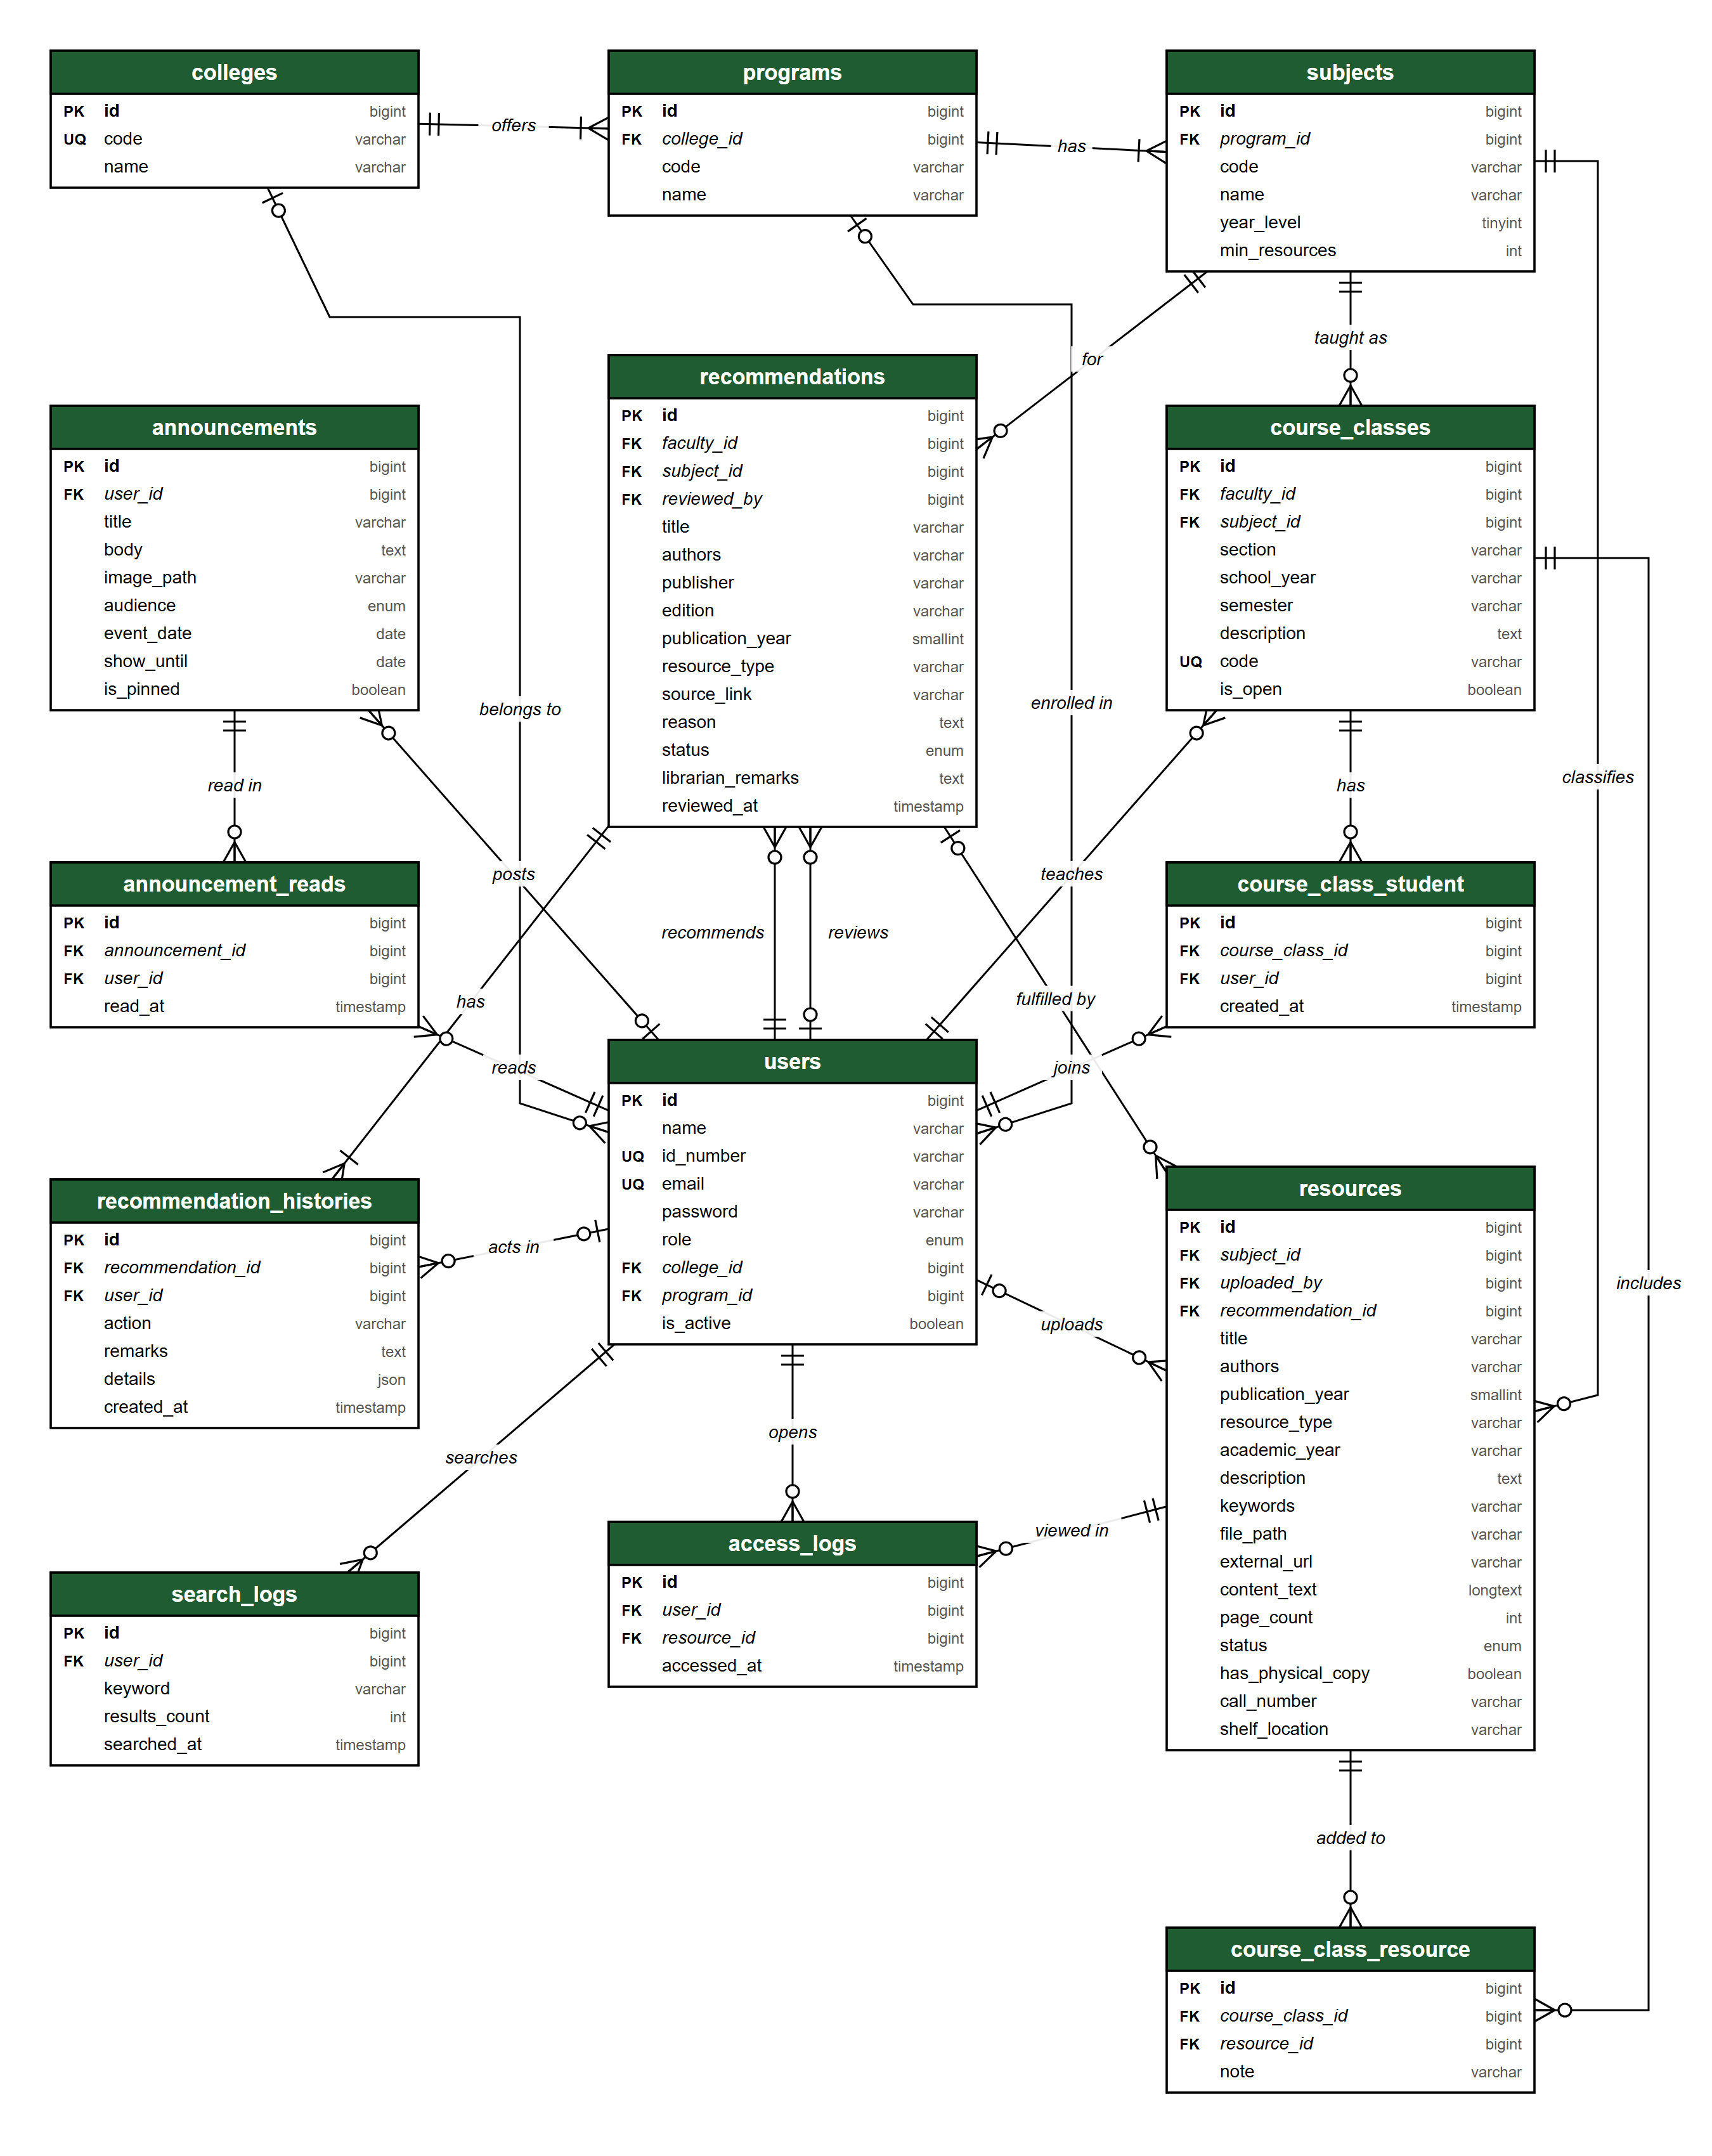 colleges
PK id bigint
UQ code varchar
name varchar
offers
programs
PK id bigint
FK college_id bigint
code varchar
name varchar
has
subjects
PK id bigint
FK program_id bigint
code varchar
name varchar
year_level tinyint
min_resources int
for
taught as
announcements
PK id bigint
FK user_id bigint
title varchar
body text
image_path varchar
audience enum
event_date date
show_until date
is_pinned boolean
belongs to
recommendations
PK id bigint
FK faculty_id bigint
FK subject_id bigint
FK reviewed_by bigint
title varchar
authors varchar
publisher varchar
edition varchar
publication_year smallint
resource_type varchar
source_link varchar
reason text
status enum
librarian_remarks text
reviewed_at timestamp
enrolled in
course_classes
PK id bigint
FK faculty_id bigint
FK subject_id bigint
section varchar
school_year varchar
semester varchar
description text
UQ code varchar
is_open boolean
classifies
read in
posts
teaches
has
announcement_reads
PK id bigint
FK announcement_id bigint
FK user_id bigint
read_at timestamp
has
recommends
reviews
fulfilled by
course_class_student
PK id bigint
FK course_class_id bigint
FK user_id bigint
created_at timestamp
reads
joins
users
PK id bigint
name varchar
UQ id_number varchar
UQ email varchar
password varchar
role enum
FK college_id bigint
FK program_id bigint
is_active boolean
recommendation_histories
PK id bigint
FK recommendation_id bigint
FK user_id bigint
action varchar
remarks text
details json
created_at timestamp
acts in
uploads
includes
resources
PK id bigint
FK subject_id bigint
FK uploaded_by bigint
FK recommendation_id bigint
title varchar
authors varchar
publication_year smallint
resource_type varchar
academic_year varchar
description text
keywords varchar
file_path varchar
external_url varchar
content_text longtext
page_count int
status enum
has_physical_copy boolean
call_number varchar
shelf_location varchar
searches
opens
viewed in
search_logs
PK id bigint
FK user_id bigint
keyword varchar
results_count int
searched_at timestamp
access_logs
PK id bigint
FK user_id bigint
FK resource_id bigint
accessed_at timestamp
added to
course_class_resource
PK id bigint
FK course_class_id bigint
FK resource_id bigint
note varchar